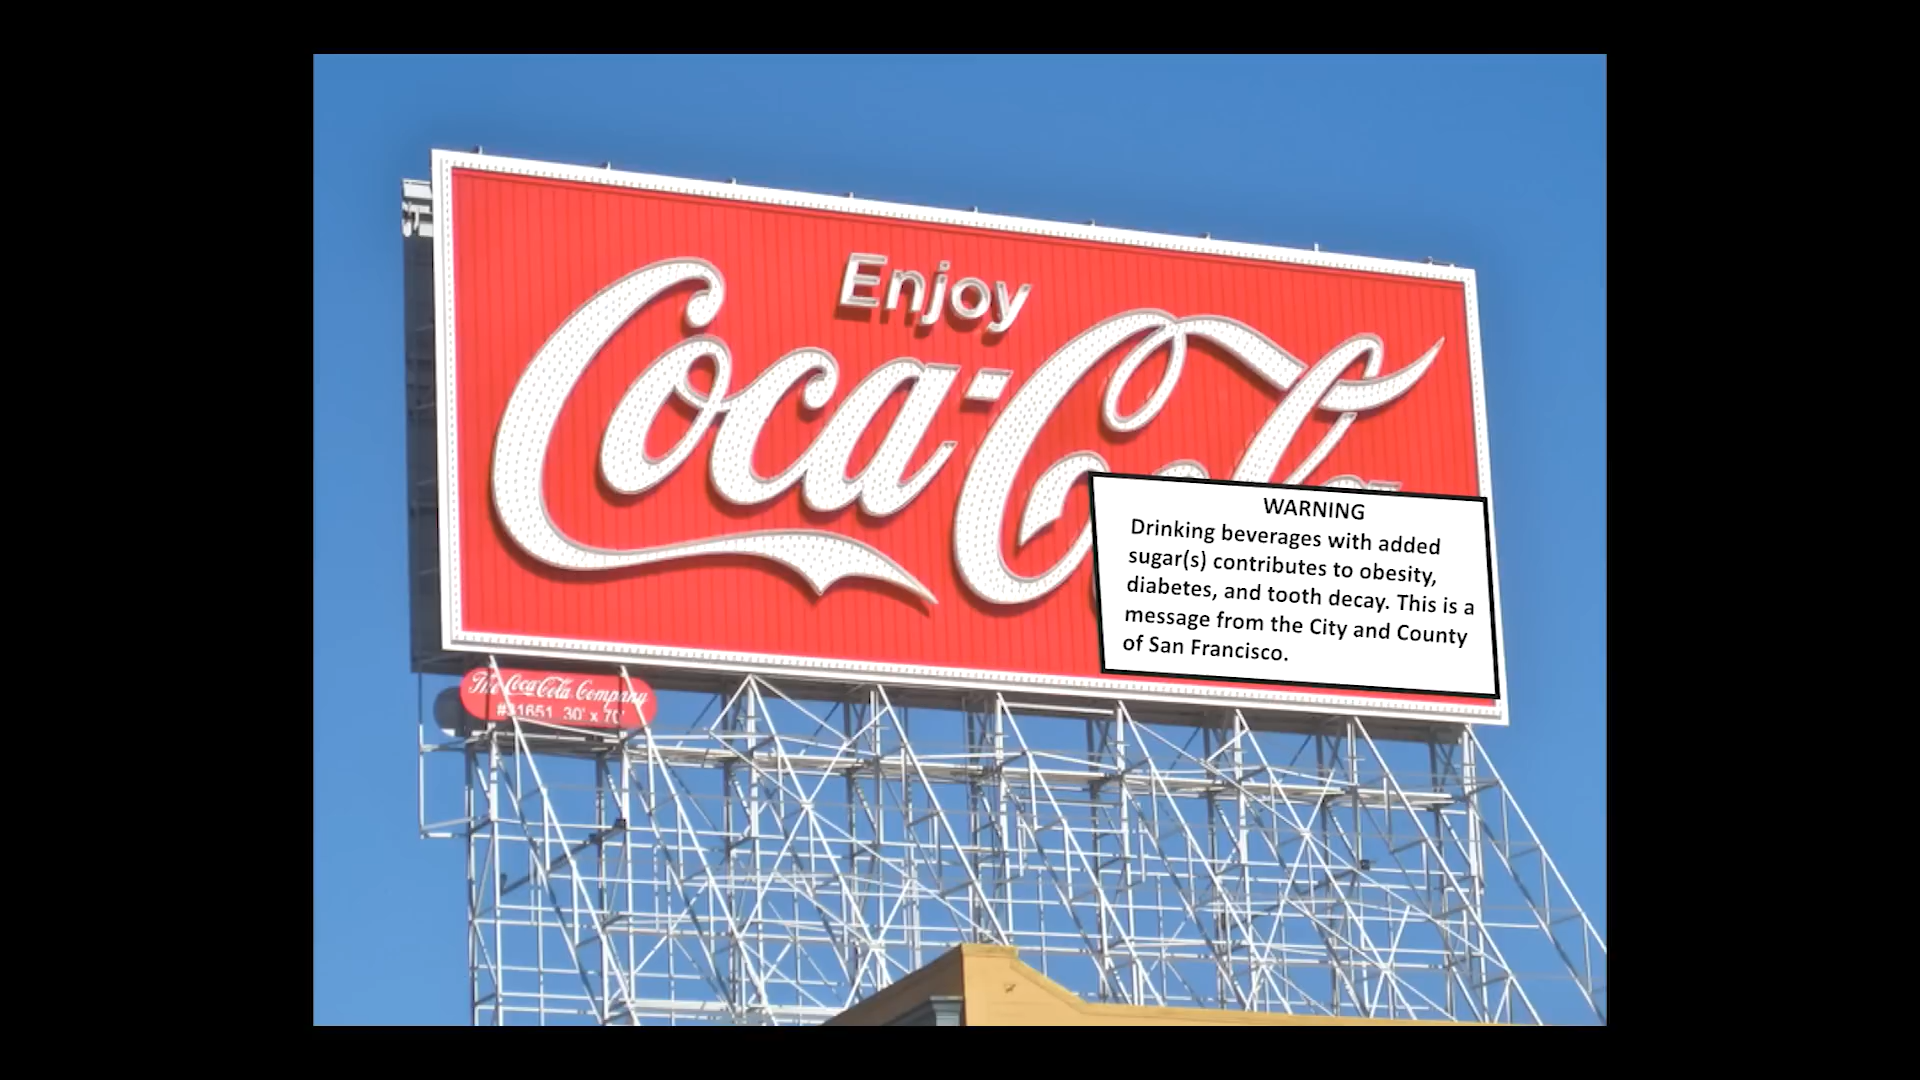 Enjoy
Coca-Cola
WARNING
Drinking beverages with added
sugar(s) contributes to obesity,
diabetes, and tooth decay. This is a
message from the City and County
of San Francisco.
The Coca-Cola Company
#31651 30' x 70'